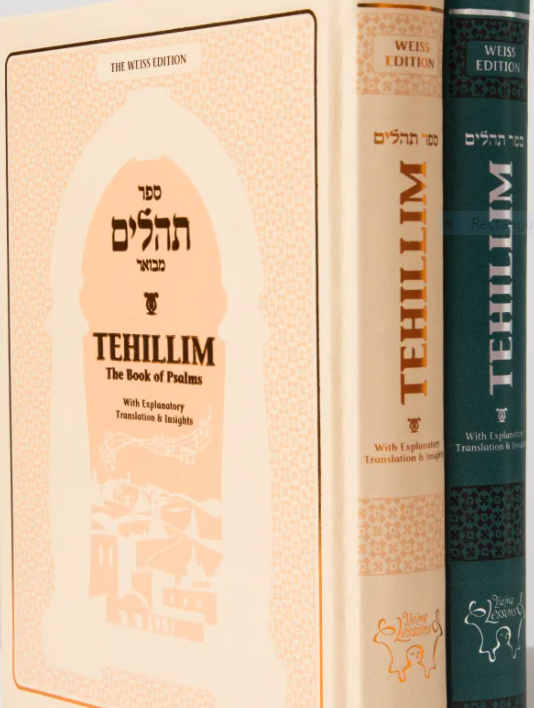 THE WEISS EDITION
ספר
תהלים
מבואר
TEHILLIM
The Book of Psalms
With Explanatory
Translation & Insights
WEISS
EDITION
ספר תהלים
TEHILLIM
With Explanatory
Translation & Insights
Living
Lessons
WEISS
EDITION
ספר תהלים
TEHILLIM
With Explanatory
Translation & Insights
Living
Lessons